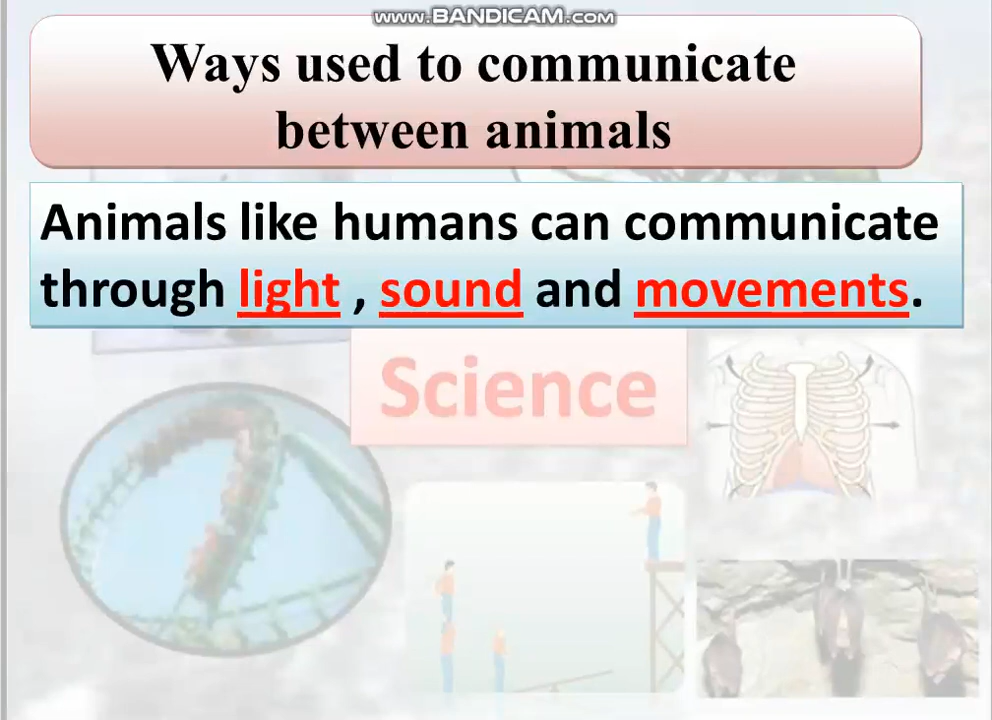 www.BANDICAM.com
Ways used to communicate
between animals
Animals like humans can communicate
through light , sound and movements.
Science